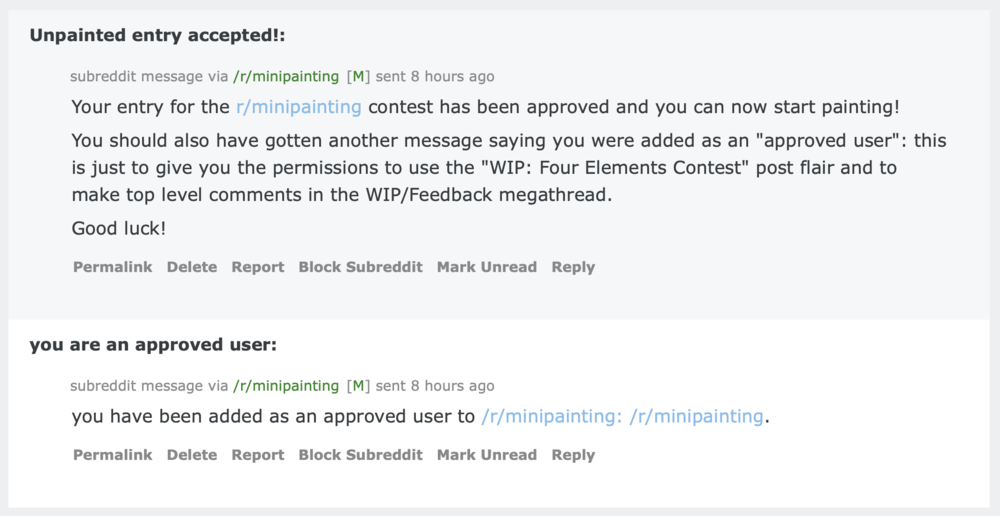 Unpainted entry accepted!:
subreddit message via /r/minipainting [M] sent 8 hours ago
Your entry for the r/minipainting contest has been approved and you can now start painting!
You should also have gotten another message saying you were added as an "approved user": this
is just to give you the permissions to use the "WIP: Four Elements Contest" post flair and to
make top level comments in the WIP/Feedback megathread.
Good luck!
Permalink Delete Report Block Subreddit Mark Unread Reply
you are an approved user:
subreddit message via /r/minipainting [M] sent 8 hours ago
you have been added as an approved user to /r/minipainting: /r/minipainting.
Permalink Delete Report Block Subreddit Mark Unread Reply